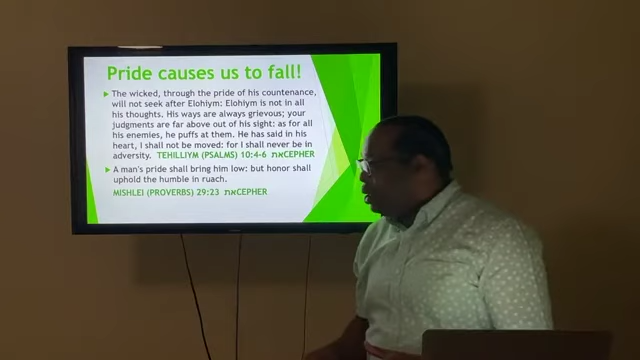 Pride causes us to fall!
The wicked, through the pride of his countenance,
will not seek after Elohiym: Elohiym is not in all
his thoughts. His ways are always grievous; your
judgments are far above out of his sight: as for all
his enemies, he puffs at them. He has said in his
heart, I shall not be moved: for I shall never be in
adversity. TEHILLIYM (PSALMS) 10:4-6 את CEPHER
A man's pride shall bring him low: but honor shall
uphold the humble in ruach.
MISHLEI (PROVERBS) 29:23 את CEPHER